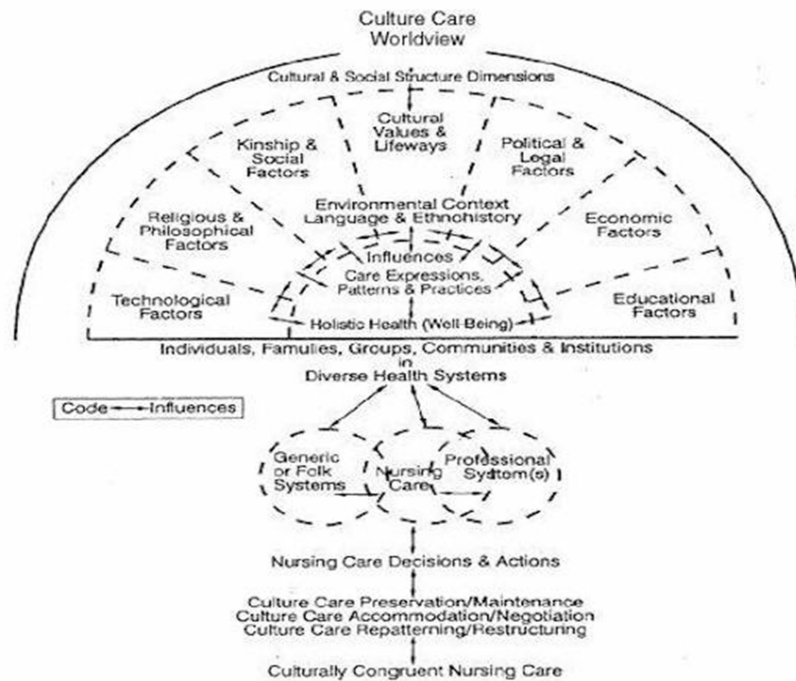 Culture Care
Worldview
Cultural & Social Structure Dimensions
Cultural
Values &
Lifeways
Kinship &
Social
Factors
Political &
Legal
Factors
Environmental Context
Language & Ethnohistory
Religious &
Philosophical
Factors
Economic
Factors
Influences
Care Expressions,
Patterns & Practices
Technological
Factors
Educational
Factors
Holistic Health (Well-Being)
Individuals, Families, Groups, Communities & Institutions
in
Diverse Health Systems
Code Influences
Generic
or Folk
Systems
Nursing
Care
Professional
System(s)
Nursing Care Decisions & Actions
Culture Care Preservation/Maintenance
Culture Care Accommodation/Negotiation
Culture Care Repatterning/Restructuring
Culturally Congruent Nursing Care